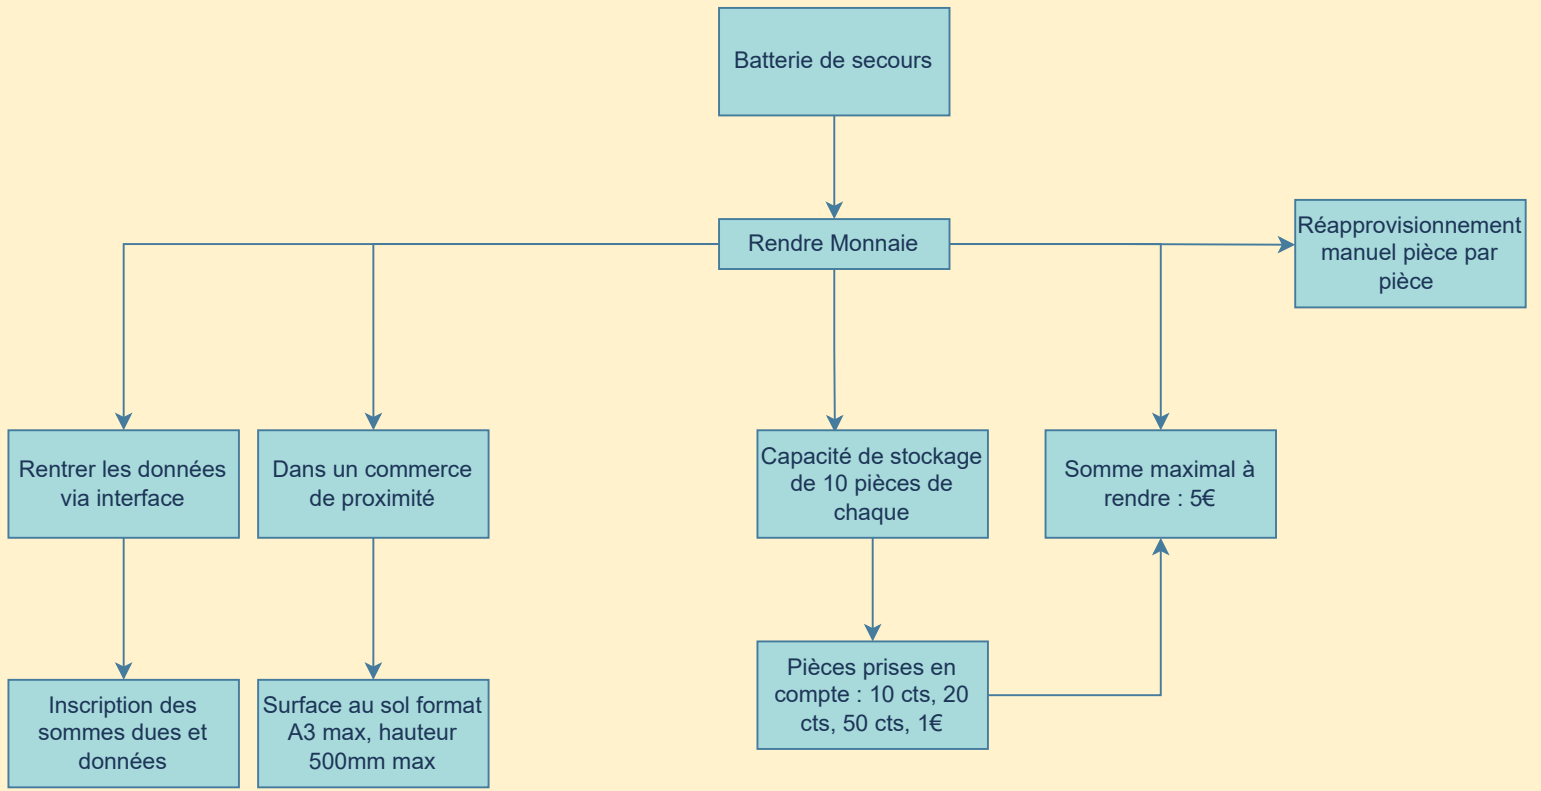 Batterie de secours
Rendre Monnaie
Réapprovisionnement
manuel pièce par
pièce
Rentrer les données
via interface
Dans un commerce
de proximité
Capacité de stockage
de 10 pièces de
chaque
Somme maximal à
rendre : 5€
Inscription des
sommes dues et
données
Surface au sol format
A3 max, hauteur
500mm max
Pièces prises en
compte : 10 cts, 20
cts, 50 cts, 1€